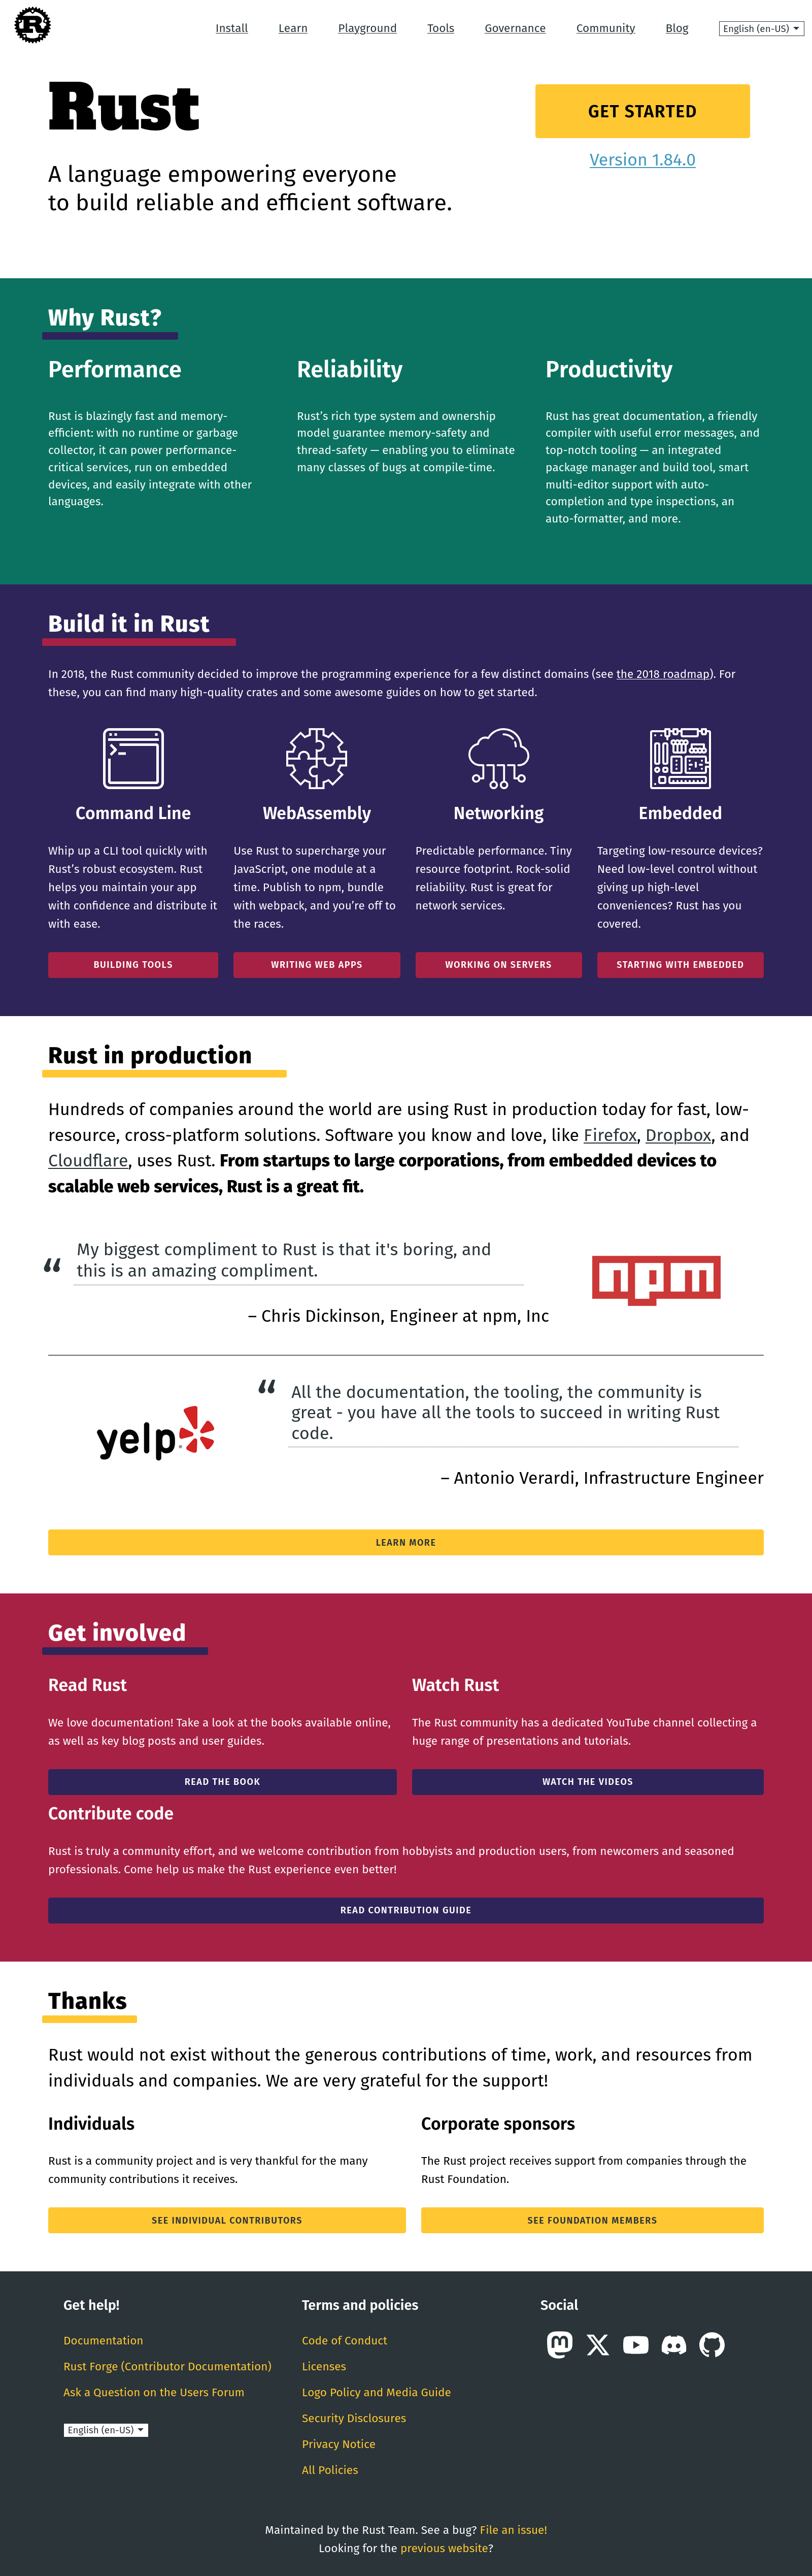 R
Install Learn Playground Tools Governance Community Blog English (en-US)
Rust
GET STARTED
Version 1.84.0
A language empowering everyone
to build reliable and efficient software.
Why Rust?
Performance
Rust is blazingly fast and memory-
efficient: with no runtime or garbage
collector, it can power performance-
critical services, run on embedded
devices, and easily integrate with other
languages.
Reliability
Rust’s rich type system and ownership
model guarantee memory-safety and
thread-safety — enabling you to eliminate
many classes of bugs at compile-time.
Productivity
Rust has great documentation, a friendly
compiler with useful error messages, and
top-notch tooling — an integrated
package manager and build tool, smart
multi-editor support with auto-
completion and type inspections, an
auto-formatter, and more.
Build it in Rust
In 2018, the Rust community decided to improve the programming experience for a few distinct domains (see the 2018 roadmap). For
these, you can find many high-quality crates and some awesome guides on how to get started.
Command Line
Whip up a CLI tool quickly with
Rust’s robust ecosystem. Rust
helps you maintain your app
with confidence and distribute it
with ease.
BUILDING TOOLS
WebAssembly
Use Rust to supercharge your
JavaScript, one module at a
time. Publish to npm, bundle
with webpack, and you’re off to
the races.
WRITING WEB APPS
Networking
Predictable performance. Tiny
resource footprint. Rock-solid
reliability. Rust is great for
network services.
WORKING ON SERVERS
Embedded
Targeting low-resource devices?
Need low-level control without
giving up high-level
conveniences? Rust has you
covered.
STARTING WITH EMBEDDED
Rust in production
Hundreds of companies around the world are using Rust in production today for fast, low-
resource, cross-platform solutions. Software you know and love, like Firefox, Dropbox, and
Cloudflare, uses Rust. From startups to large corporations, from embedded devices to
scalable web services, Rust is a great fit.
“ My biggest compliment to Rust is that it's boring, and
this is an amazing compliment.
– Chris Dickinson, Engineer at npm, Inc
npm
yelp
“ All the documentation, the tooling, the community is
great - you have all the tools to succeed in writing Rust
code.
– Antonio Verardi, Infrastructure Engineer
LEARN MORE
Get involved
Read Rust
We love documentation! Take a look at the books available online,
as well as key blog posts and user guides.
READ THE BOOK
Watch Rust
The Rust community has a dedicated YouTube channel collecting a
huge range of presentations and tutorials.
WATCH THE VIDEOS
Contribute code
Rust is truly a community effort, and we welcome contribution from hobbyists and production users, from newcomers and seasoned
professionals. Come help us make the Rust experience even better!
READ CONTRIBUTION GUIDE
Thanks
Rust would not exist without the generous contributions of time, work, and resources from
individuals and companies. We are very grateful for the support!
Individuals
Rust is a community project and is very thankful for the many
community contributions it receives.
SEE INDIVIDUAL CONTRIBUTORS
Corporate sponsors
The Rust project receives support from companies through the
Rust Foundation.
SEE FOUNDATION MEMBERS
Get help!
Documentation
Rust Forge (Contributor Documentation)
Ask a Question on the Users Forum
English (en-US)
Terms and policies
Code of Conduct
Licenses
Logo Policy and Media Guide
Security Disclosures
Privacy Notice
All Policies
Social
Maintained by the Rust Team. See a bug? File an issue!
Looking for the previous website?